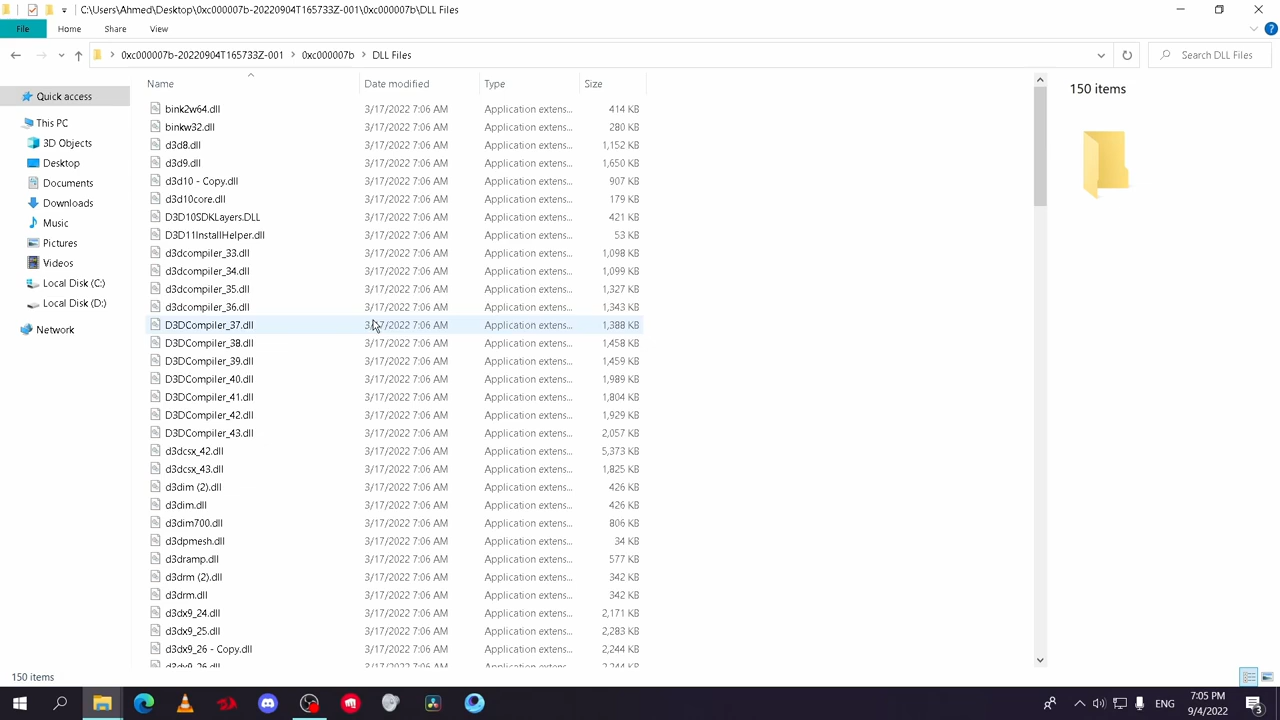 C:\Users\Ahmed\Desktop\0xc000007b-20220904T165733Z-001\0xc000007b\DLL Files
File Home Share View
0xc000007b-20220904T165733Z-001 0xc000007b DLL Files Search DLL Files
Name Date modified Type Size
150 items
Quick access
This PC
3D Objects
Desktop
Documents
Downloads
Music
Pictures
Videos
Local Disk (C:)
Local Disk (D:)
Network
bink2w64.dll 3/17/2022 7:06 AM Application extens... 414 KB
binkw32.dll 3/17/2022 7:06 AM Application extens... 280 KB
d3d8.dll 3/17/2022 7:06 AM Application extens... 1,152 KB
d3d9.dll 3/17/2022 7:06 AM Application extens... 1,650 KB
d3d10 - Copy.dll 3/17/2022 7:06 AM Application extens... 907 KB
d3d10core.dll 3/17/2022 7:06 AM Application extens... 179 KB
D3D10SDKLayers.DLL 3/17/2022 7:06 AM Application extens... 421 KB
D3D11InstallHelper.dll 3/17/2022 7:06 AM Application extens... 53 KB
d3dcompiler_33.dll 3/17/2022 7:06 AM Application extens... 1,098 KB
d3dcompiler_34.dll 3/17/2022 7:06 AM Application extens... 1,099 KB
d3dcompiler_35.dll 3/17/2022 7:06 AM Application extens... 1,327 KB
d3dcompiler_36.dll 3/17/2022 7:06 AM Application extens... 1,343 KB
D3DCompiler_37.dll 3/17/2022 7:06 AM Application extens... 1,388 KB
D3DCompiler_38.dll 3/17/2022 7:06 AM Application extens... 1,458 KB
D3DCompiler_39.dll 3/17/2022 7:06 AM Application extens... 1,459 KB
D3DCompiler_40.dll 3/17/2022 7:06 AM Application extens... 1,989 KB
D3DCompiler_41.dll 3/17/2022 7:06 AM Application extens... 1,804 KB
D3DCompiler_42.dll 3/17/2022 7:06 AM Application extens... 1,929 KB
D3DCompiler_43.dll 3/17/2022 7:06 AM Application extens... 2,057 KB
d3dcsx_42.dll 3/17/2022 7:06 AM Application extens... 5,373 KB
d3dcsx_43.dll 3/17/2022 7:06 AM Application extens... 1,825 KB
d3dim (2).dll 3/17/2022 7:06 AM Application extens... 426 KB
d3dim.dll 3/17/2022 7:06 AM Application extens... 426 KB
d3dim700.dll 3/17/2022 7:06 AM Application extens... 806 KB
d3dpmesh.dll 3/17/2022 7:06 AM Application extens... 34 KB
d3dramp.dll 3/17/2022 7:06 AM Application extens... 577 KB
d3drm (2).dll 3/17/2022 7:06 AM Application extens... 342 KB
d3drm.dll 3/17/2022 7:06 AM Application extens... 342 KB
d3dx9_24.dll 3/17/2022 7:06 AM Application extens... 2,171 KB
d3dx9_25.dll 3/17/2022 7:06 AM Application extens... 2,283 KB
d3dx9_26 - Copy.dll 3/17/2022 7:06 AM Application extens... 2,244 KB
d3dx9_26.dll 3/17/2022 7:06 AM Application extens... 2,244 KB
150 items
ENG 7:05 PM
9/4/2022
3